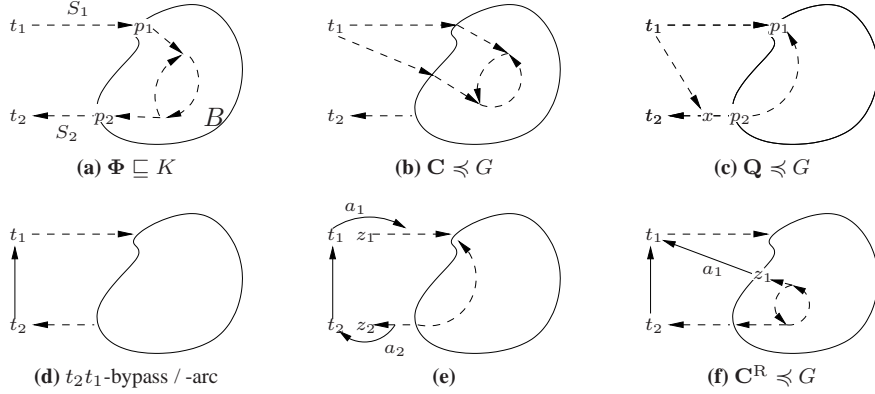 t₁ S₁ p₁
t₂ S₂ p₂ B
(a) Φ ⊑ K
t₁
t₂
(b) C ≼ G
t₁ p₁
t₂ x p₂
(c) Q ≼ G
t₁
t₂
(d) t₂t₁-bypass / -arc
a₁
t₁ z₁
t₂ z₂
a₂
(e)
t₁
a₁ z₁
t₂
(f) Cᴿ ≼ G